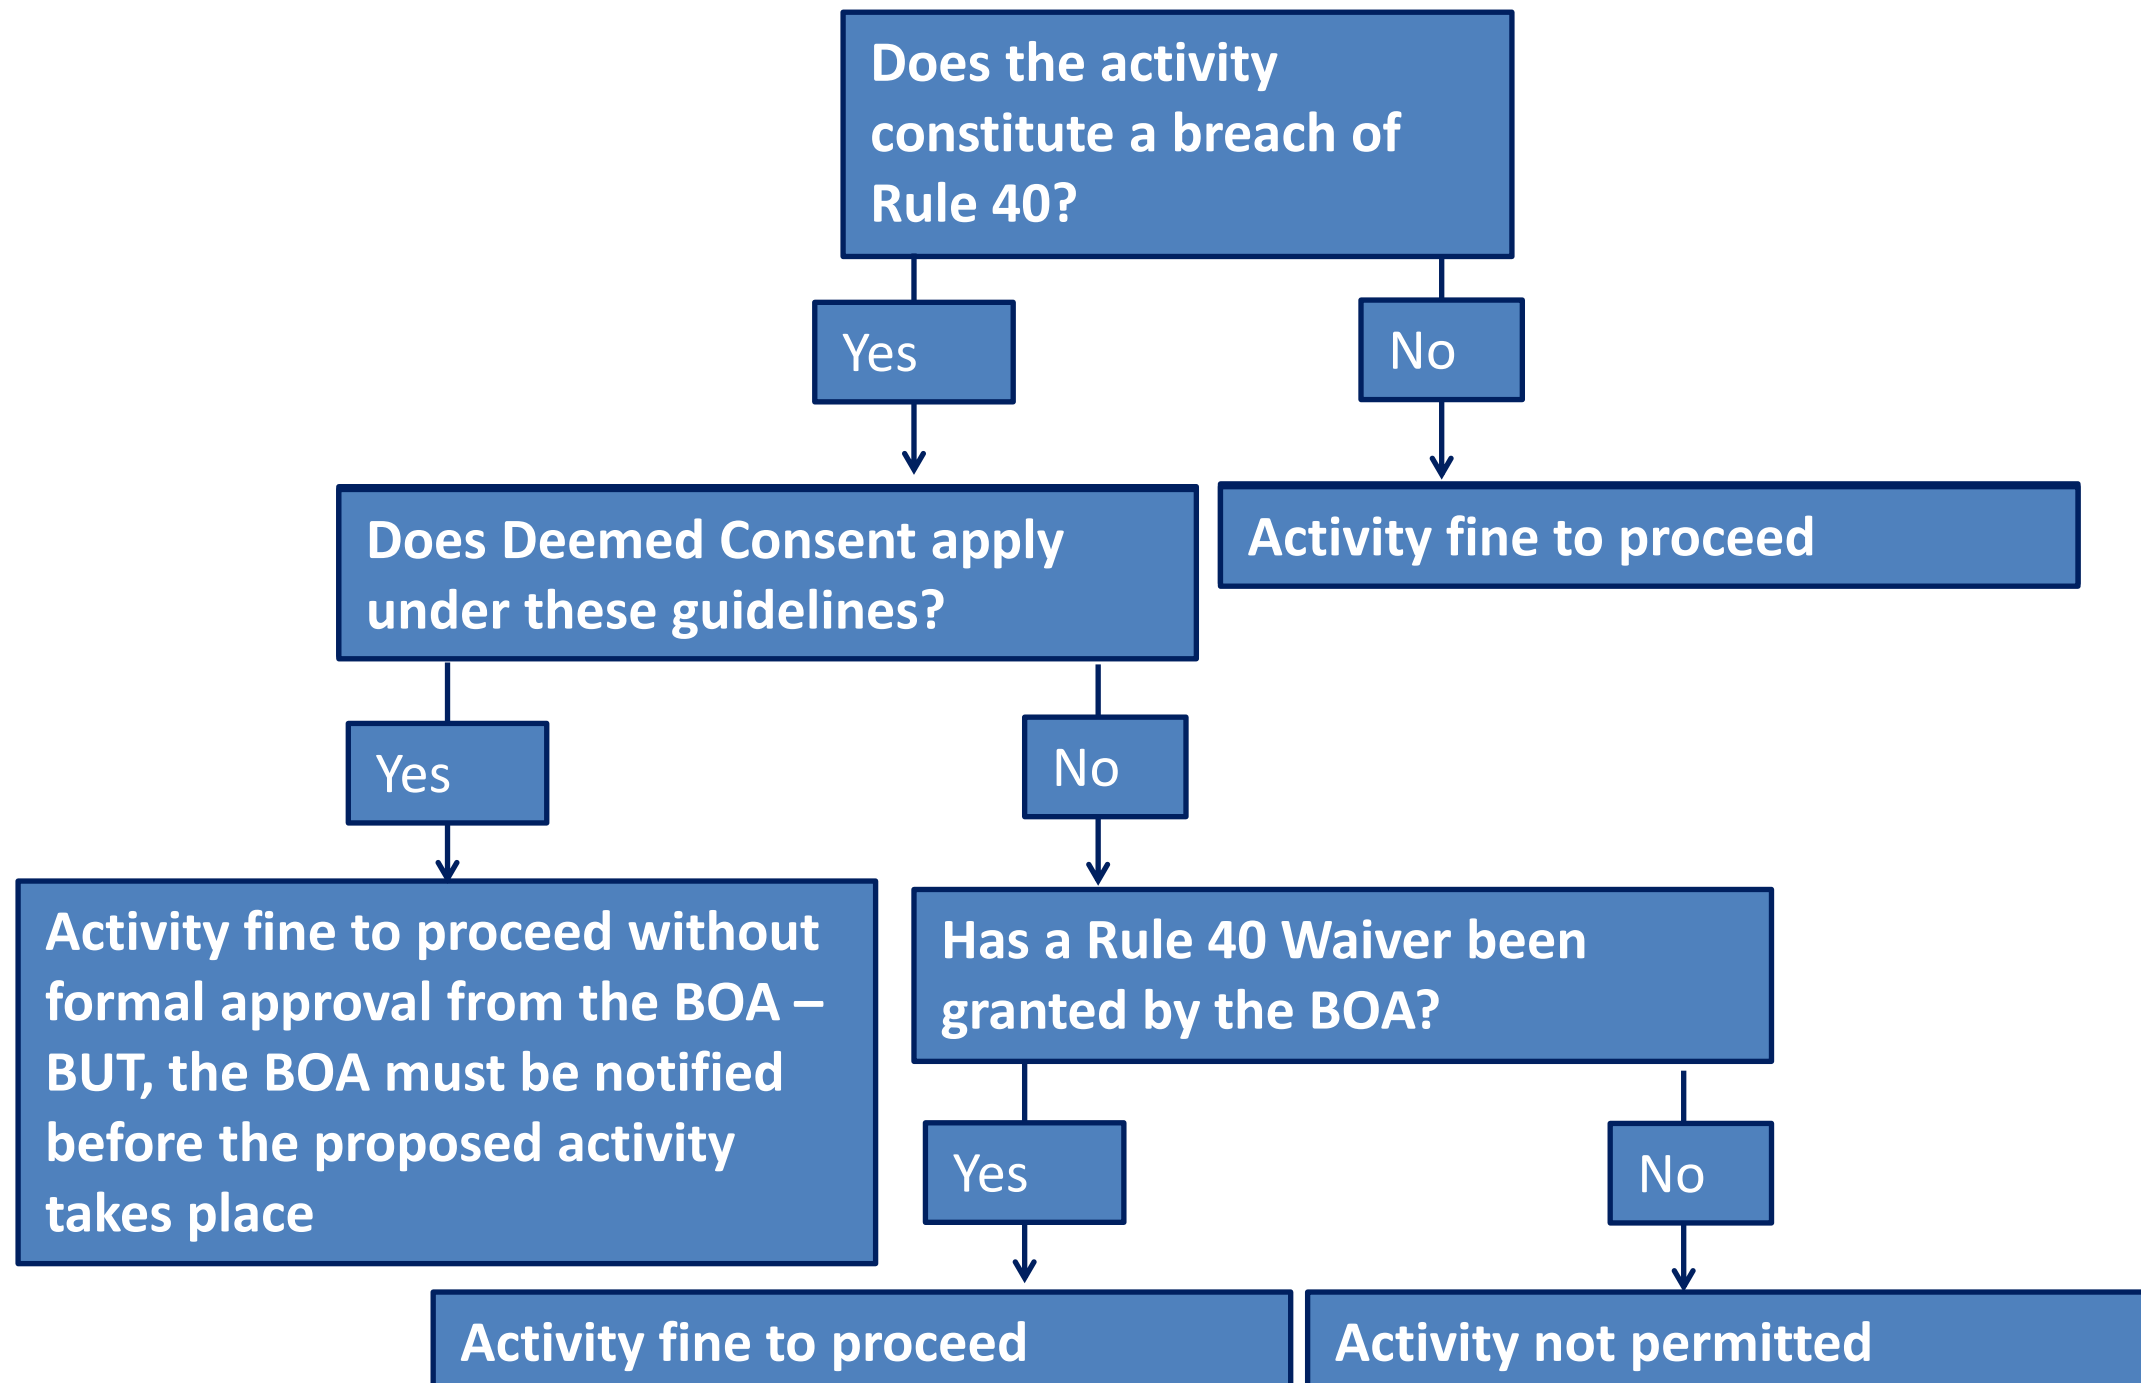 Does the activity
constitute a breach of
Rule 40?
Yes
No
Does Deemed Consent apply
under these guidelines?
Activity fine to proceed
Yes
No
Activity fine to proceed without
formal approval from the BOA –
BUT, the BOA must be notified
before the proposed activity
takes place
Has a Rule 40 Waiver been
granted by the BOA?
Yes
No
Activity fine to proceed
Activity not permitted